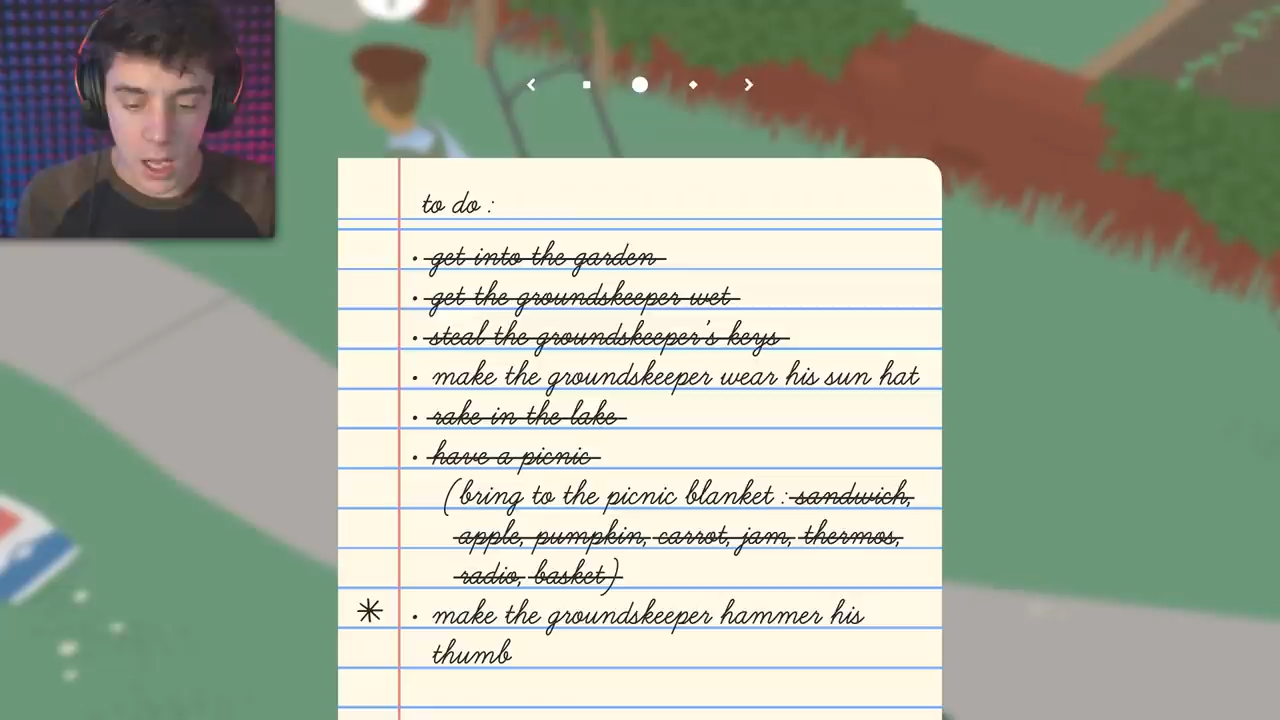 to do :
• get into the garden
• get the groundskeeper wet
• steal the groundskeeper's keys
• make the groundskeeper wear his sun hat
• rake in the lake
• have a picnic
(bring to the picnic blanket : sandwich,
apple, pumpkin, carrot, jam, thermos,
radio, basket)
• make the groundskeeper hammer his
thumb